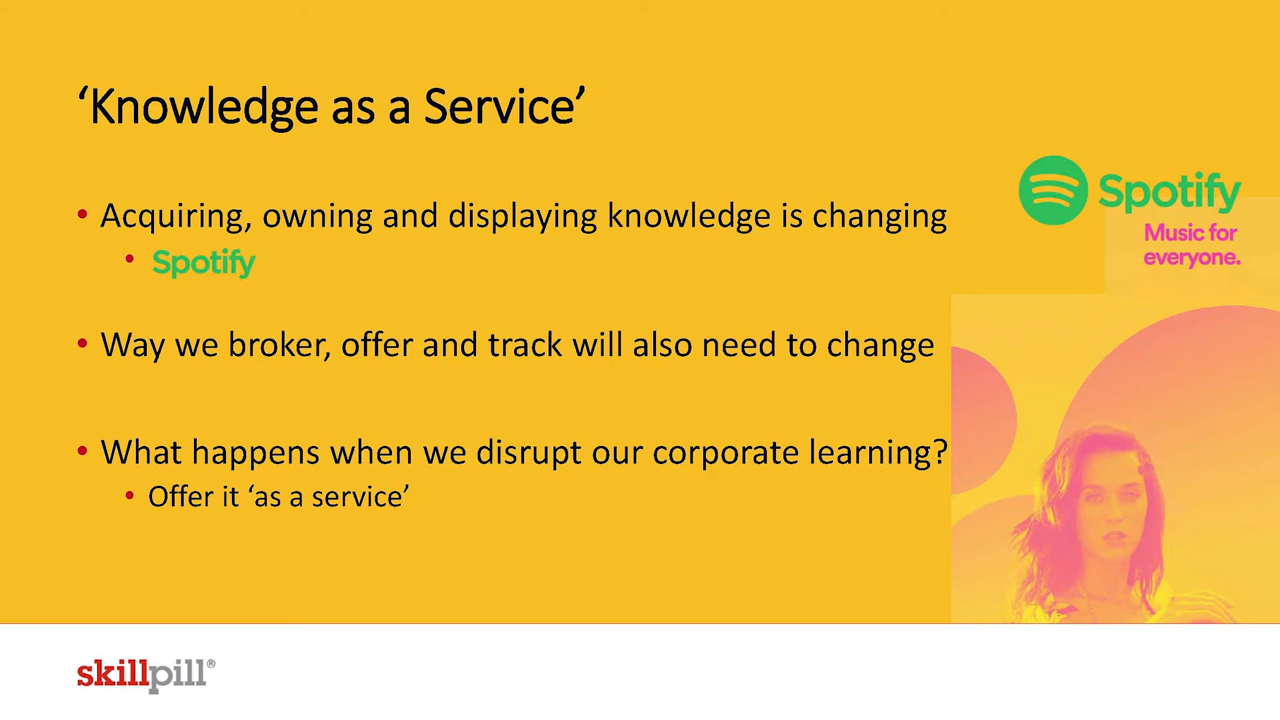 ‘Knowledge as a Service’
• Acquiring, owning and displaying knowledge is changing
• Spotify
• Way we broker, offer and track will also need to change
• What happens when we disrupt our corporate learning?
• Offer it ‘as a service’
Spotify
Music for
everyone.
skillpill®